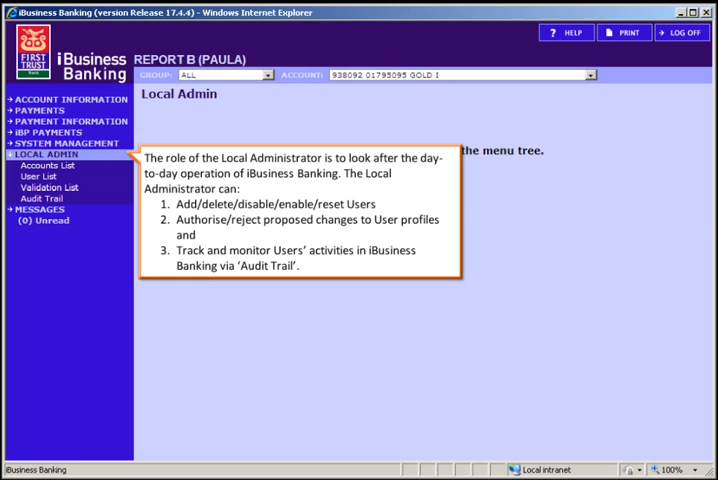 iBusiness Banking (version Release 17.4.4) - Windows Internet Explorer
? HELP
PRINT
LOG OFF
FIRST
TRUST
Bank
iBusiness
Banking
REPORT B (PAULA)
GROUP: ALL
ACCOUNT: 938092 01795095 GOLD I
Local Admin
ACCOUNT INFORMATION
PAYMENTS
PAYMENT INFORMATION
iBP PAYMENTS
SYSTEM MANAGEMENT
LOCAL ADMIN
Accounts List
User List
Validation List
Audit Trail
MESSAGES
(0) Unread
the menu tree.
The role of the Local Administrator is to look after the day-
to-day operation of iBusiness Banking. The Local
Administrator can:
1. Add/delete/disable/enable/reset Users
2. Authorise/reject proposed changes to User profiles
and
3. Track and monitor Users' activities in iBusiness
Banking via 'Audit Trail'.
iBusiness Banking
Local intranet
100%